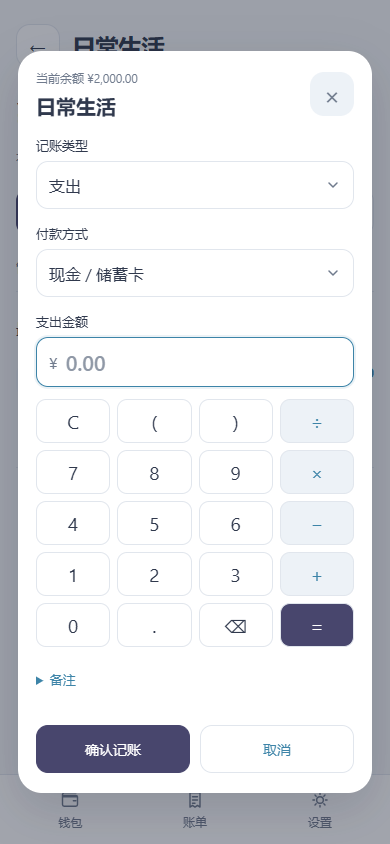 ← 日常生活
当前余额 ¥2,000.00
日常生活
×
记账类型
支出
付款方式
现金 / 储蓄卡
支出金额
¥ 0.00
C ( ) ÷
7 8 9 ×
4 5 6 −
1 2 3 +
0 . ⌫ =
▶ 备注
确认记账 取消
钱包 账单 设置